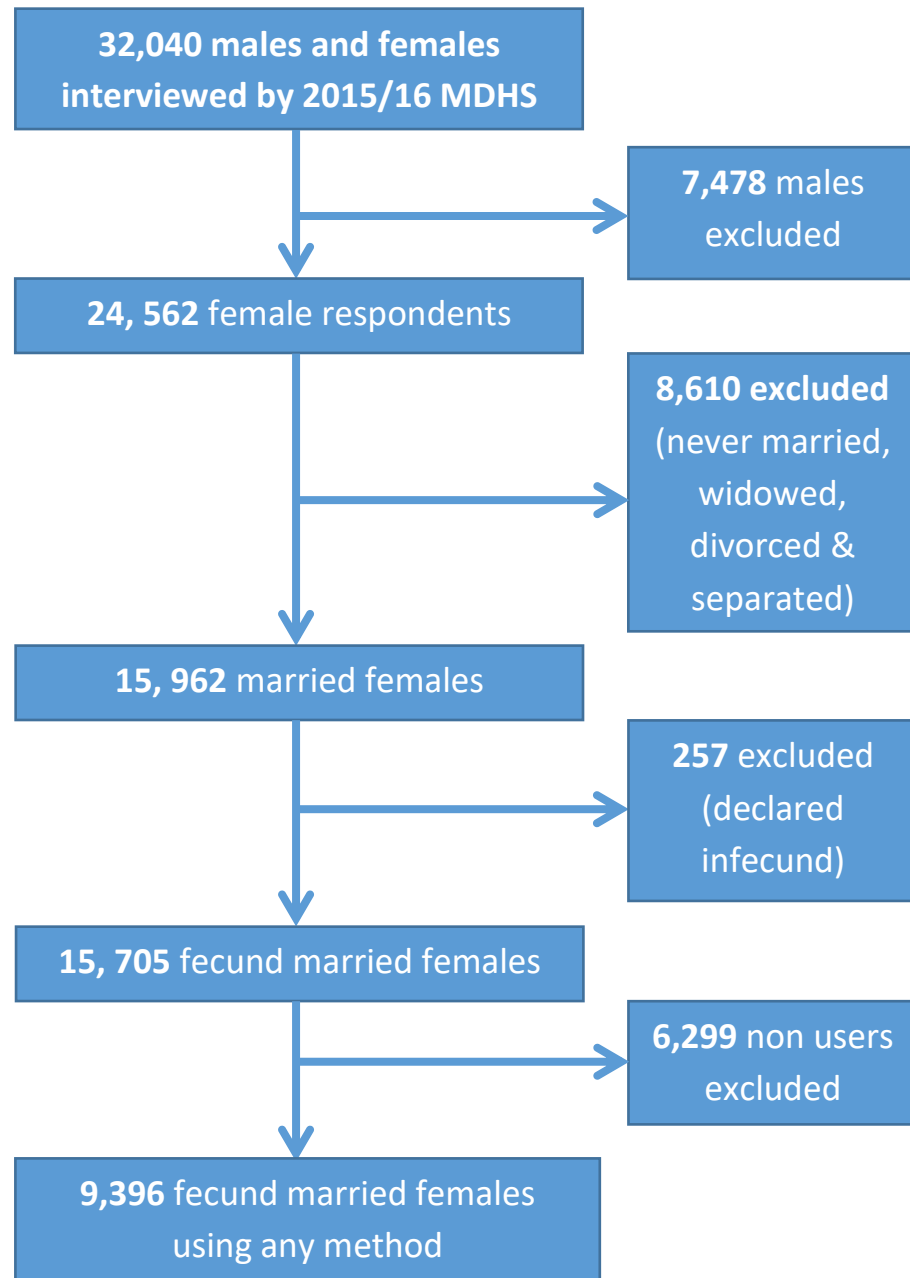 32,040 males and females
interviewed by 2015/16 MDHS
7,478 males
excluded
24, 562 female respondents
8,610 excluded
(never married,
widowed,
divorced &
separated)
15, 962 married females
257 excluded
(declared
infecund)
15, 705 fecund married females
6,299 non users
excluded
9,396 fecund married females
using any method